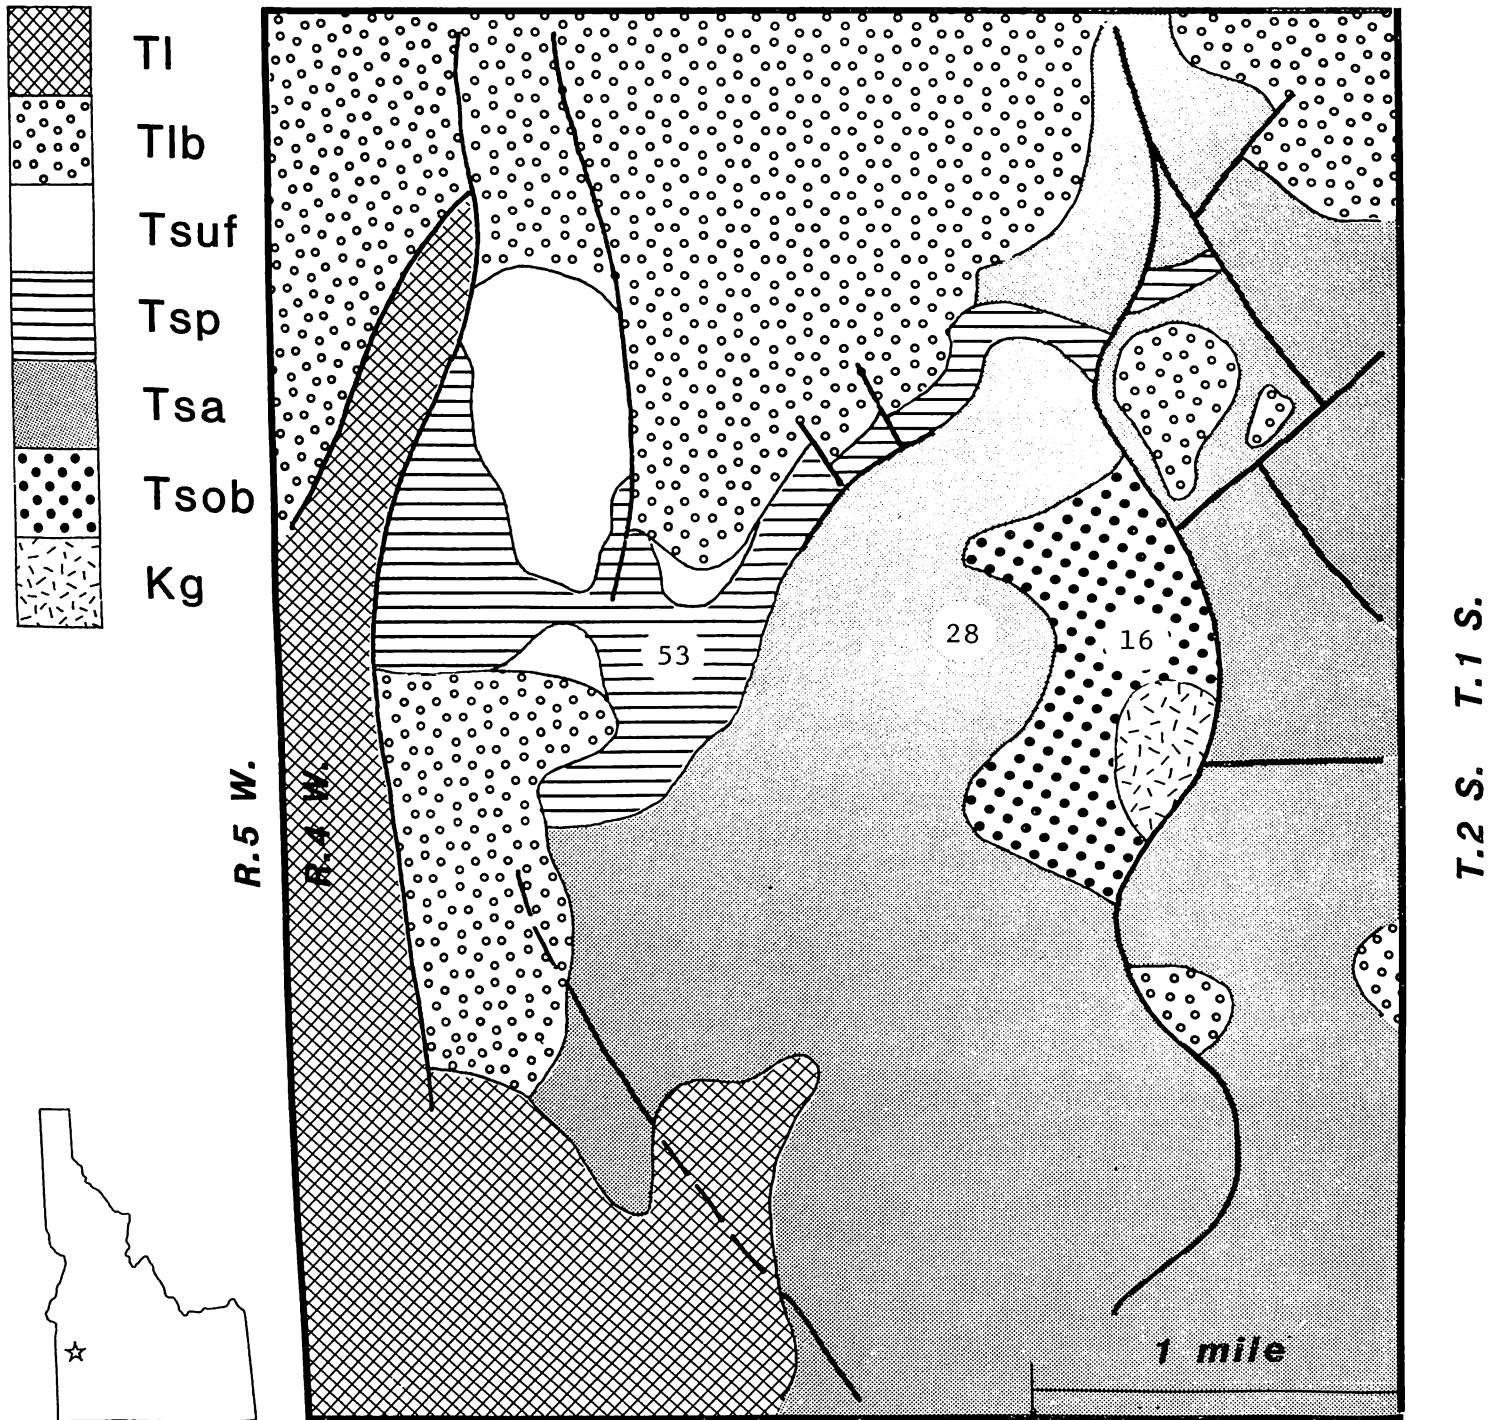 Tl
Tlb
Tsuf
Tsp
Tsa
Tsob
Kg
53
28
16
R.5 W.
R.4 W.
T.1 S.
T.2 S.
1 mile